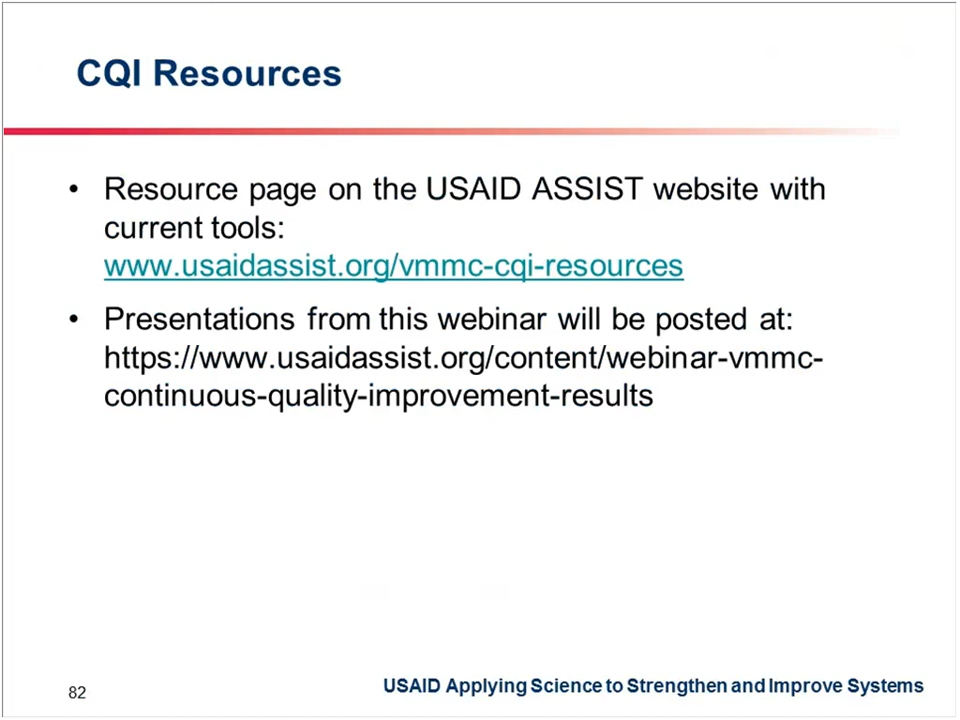 CQI Resources
• Resource page on the USAID ASSIST website with
current tools:
www.usaidassist.org/vmmc-cqi-resources
• Presentations from this webinar will be posted at:
https://www.usaidassist.org/content/webinar-vmmc-
continuous-quality-improvement-results
82
USAID Applying Science to Strengthen and Improve Systems